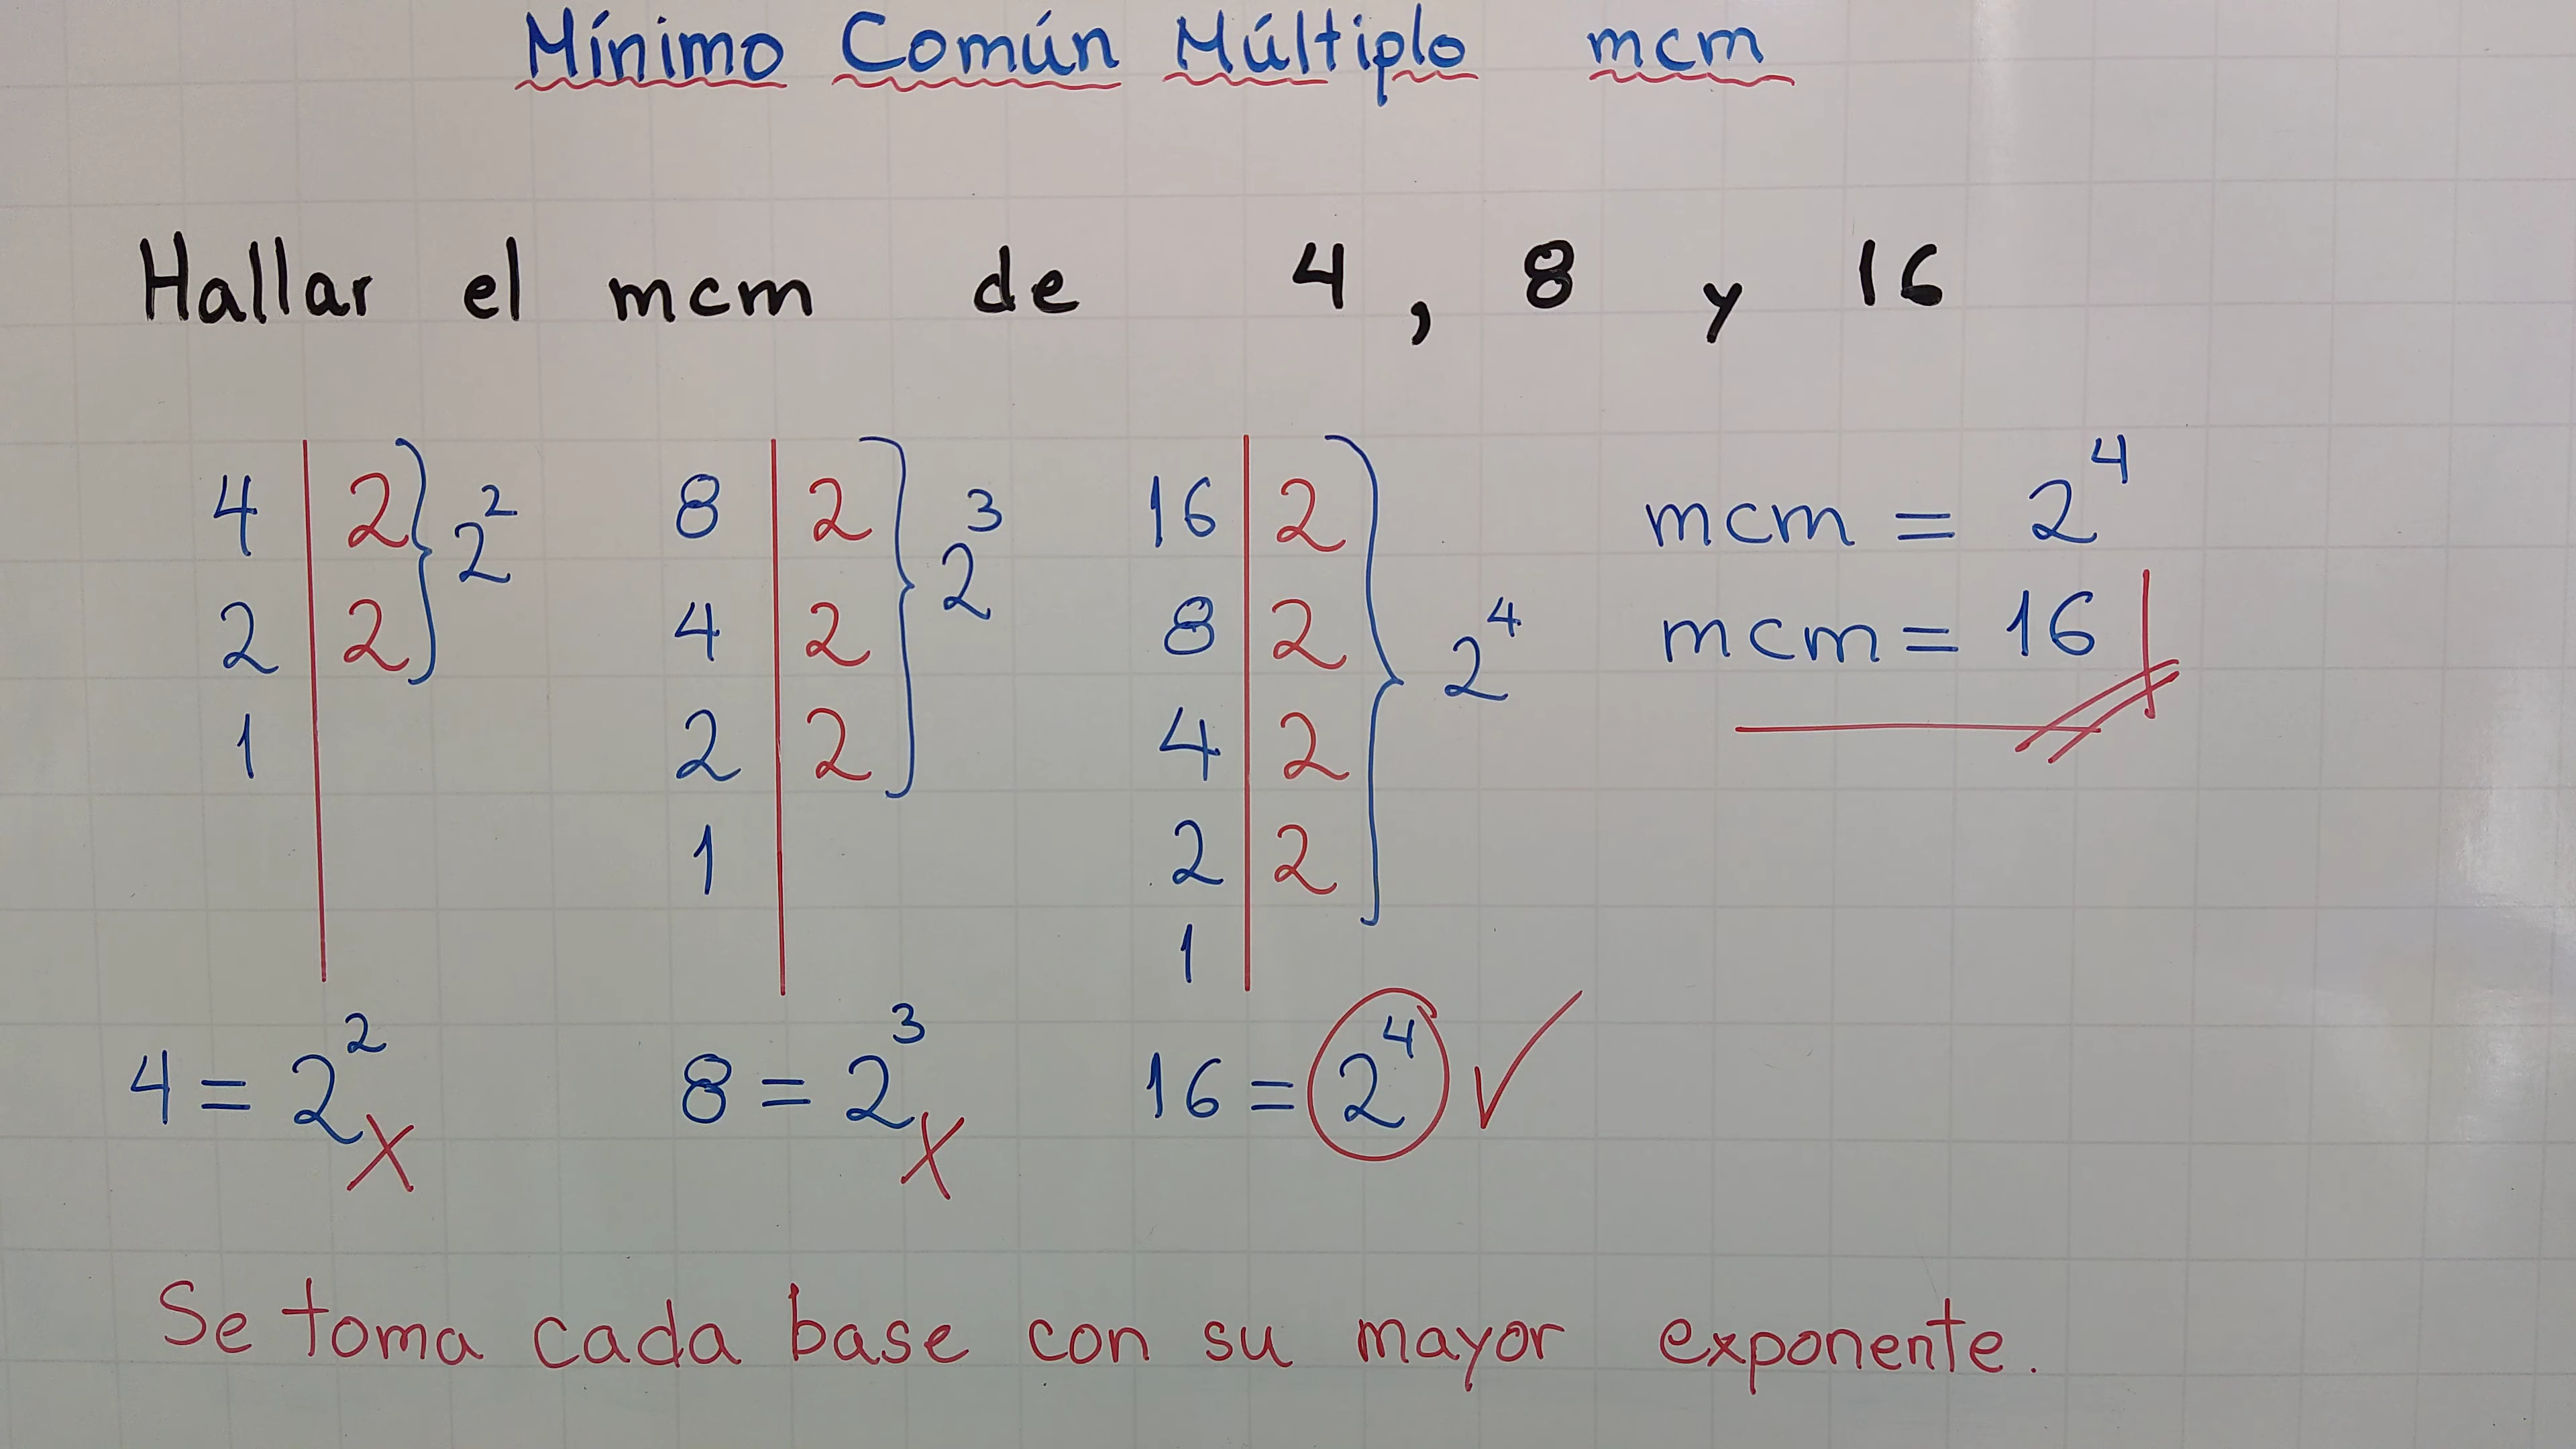 Mínimo Común Múltiplo mcm
Hallar el mcm de 4 , 8 y 16
4 | 2 } 2² 8 | 2 } 2³ 16 | 2 } 2⁴ mcm = 2⁴
2 | 2 4 | 2 8 | 2 mcm = 16
1 2 | 2 4 | 2
1 2 | 2
1
4 = 2² X 8 = 2³ X 16 = 2⁴ ✓
Se toma cada base con su mayor exponente.